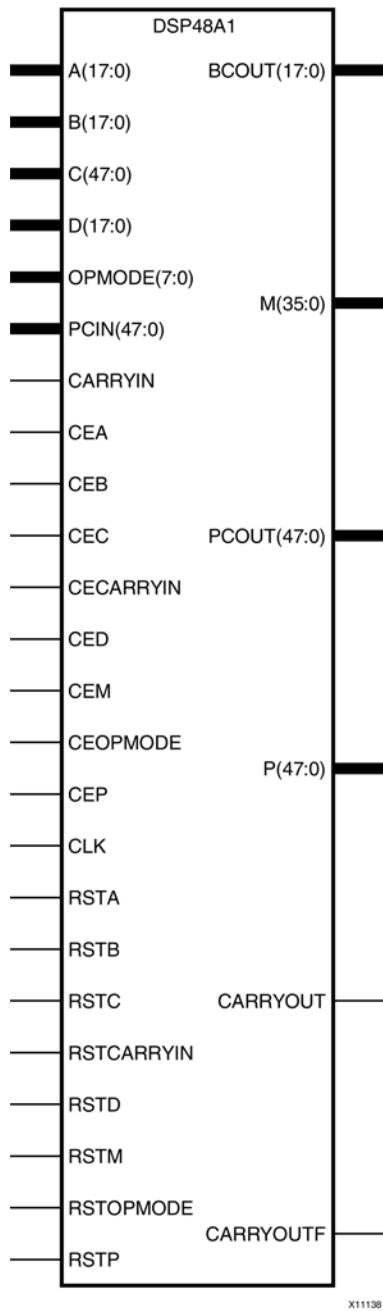 DSP48A1
A(17:0) BCOUT(17:0)
B(17:0)
C(47:0)
D(17:0)
OPMODE(7:0)
M(35:0)
PCIN(47:0)
CARRYIN
CEA
CEB
CEC PCOUT(47:0)
CECARRYIN
CED
CEM
CEOPMODE
P(47:0)
CEP
CLK
RSTA
RSTB
RSTC CARRYOUT
RSTCARRYIN
RSTD
RSTM
RSTOPMODE
CARRYOUTF
RSTP
X11138